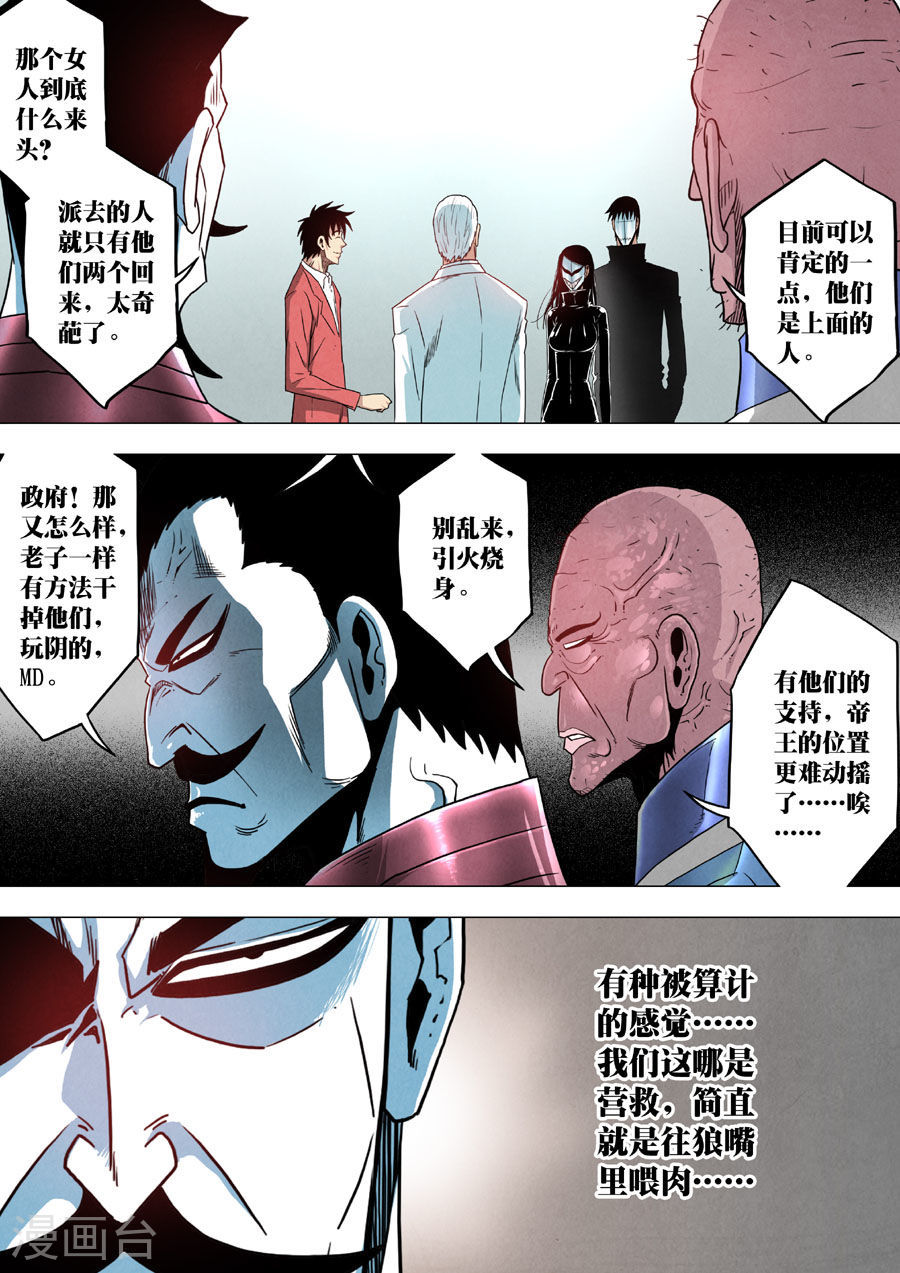 那个女
人到底
什么来
头？
派去的人
就只有他
们两个回
来，太奇
葩了。
目前可以
肯定的一
点，他们
是上面的
人。
政府！那
又怎么样，
老子一样
有方法干
掉他们，
玩阴的，
MD。
别乱来，
引火烧
身。
有他们的
支持，帝
王的位置
更难动摇
了……唉
……
有种被算计
的感觉……
我们这哪是
营救，简直
就是往狼嘴
里喂肉……
漫画台